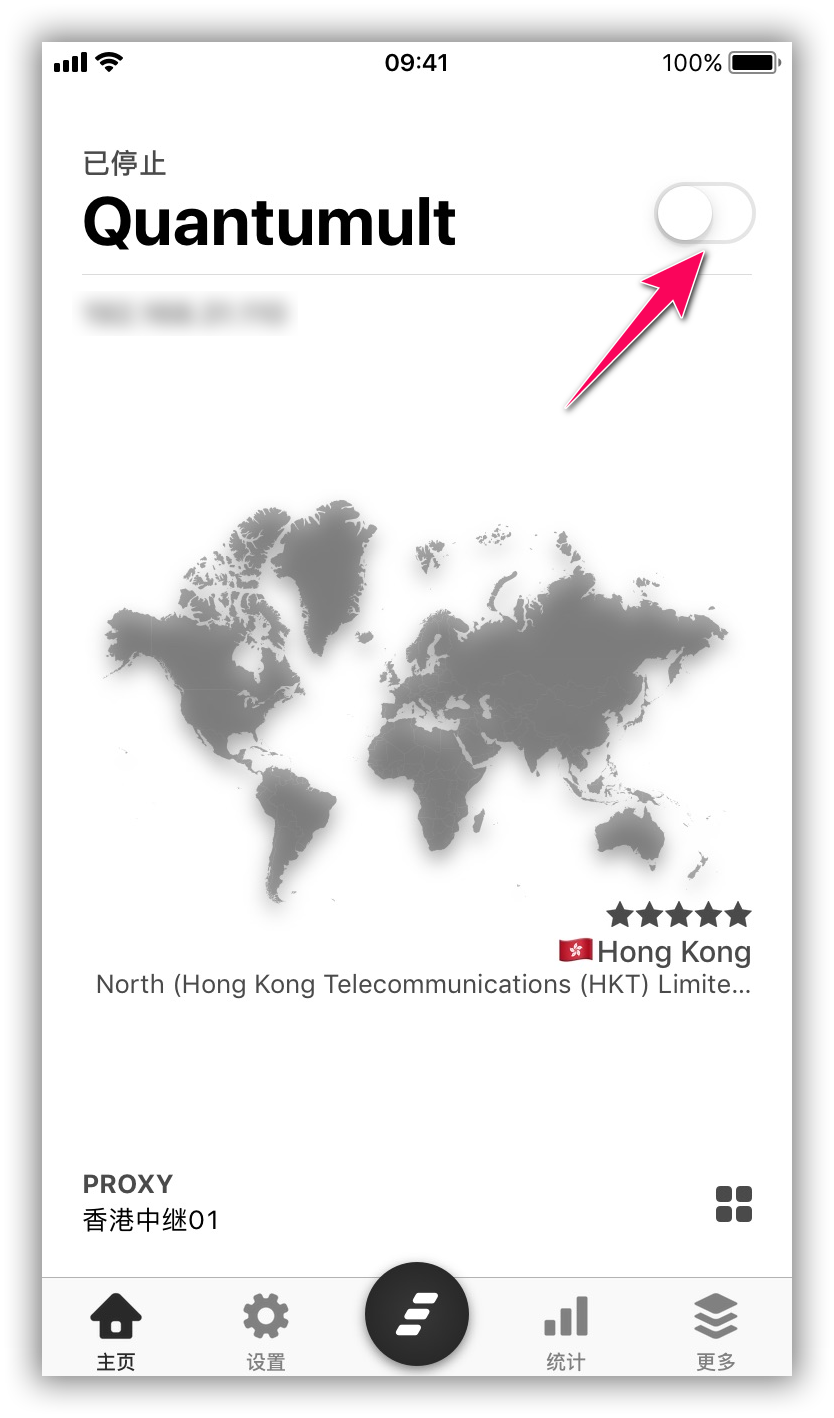 09:41
100%
已停止
Quantumult
Hong Kong
North (Hong Kong Telecommunications (HKT) Limite...
PROXY
香港中继01
主页
设置
统计
更多